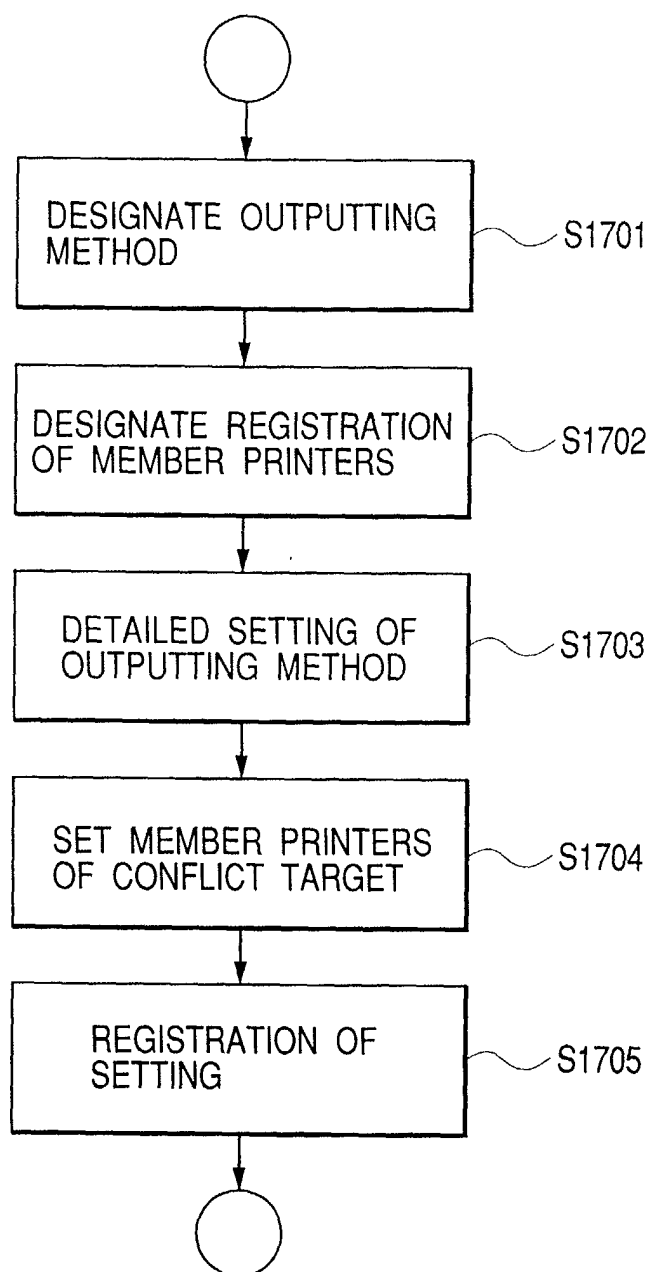 DESIGNATE OUTPUTTING
METHOD
S1701
DESIGNATE REGISTRATION
OF MEMBER PRINTERS
S1702
DETAILED SETTING OF
OUTPUTTING METHOD
S1703
SET MEMBER PRINTERS
OF CONFLICT TARGET
S1704
REGISTRATION OF
SETTING
S1705